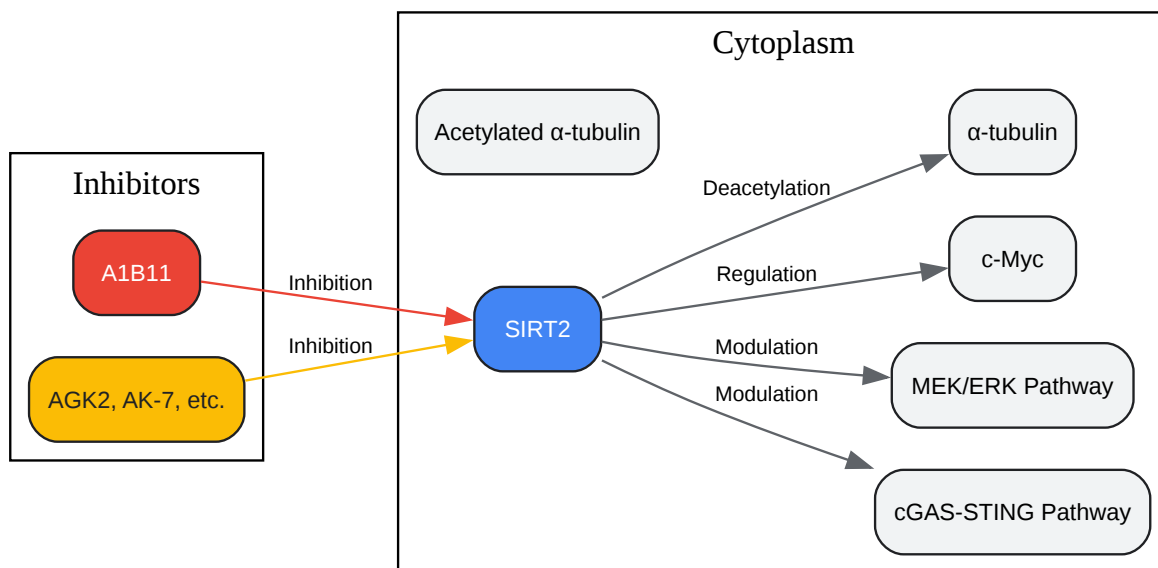 Cytoplasm
Acetylated α-tubulin
α-tubulin
Inhibitors
Deacetylation
A1B11
c-Myc
Inhibition
Regulation
SIRT2
Inhibition
Modulation
AGK2, AK-7, etc.
MEK/ERK Pathway
Modulation
cGAS-STING Pathway